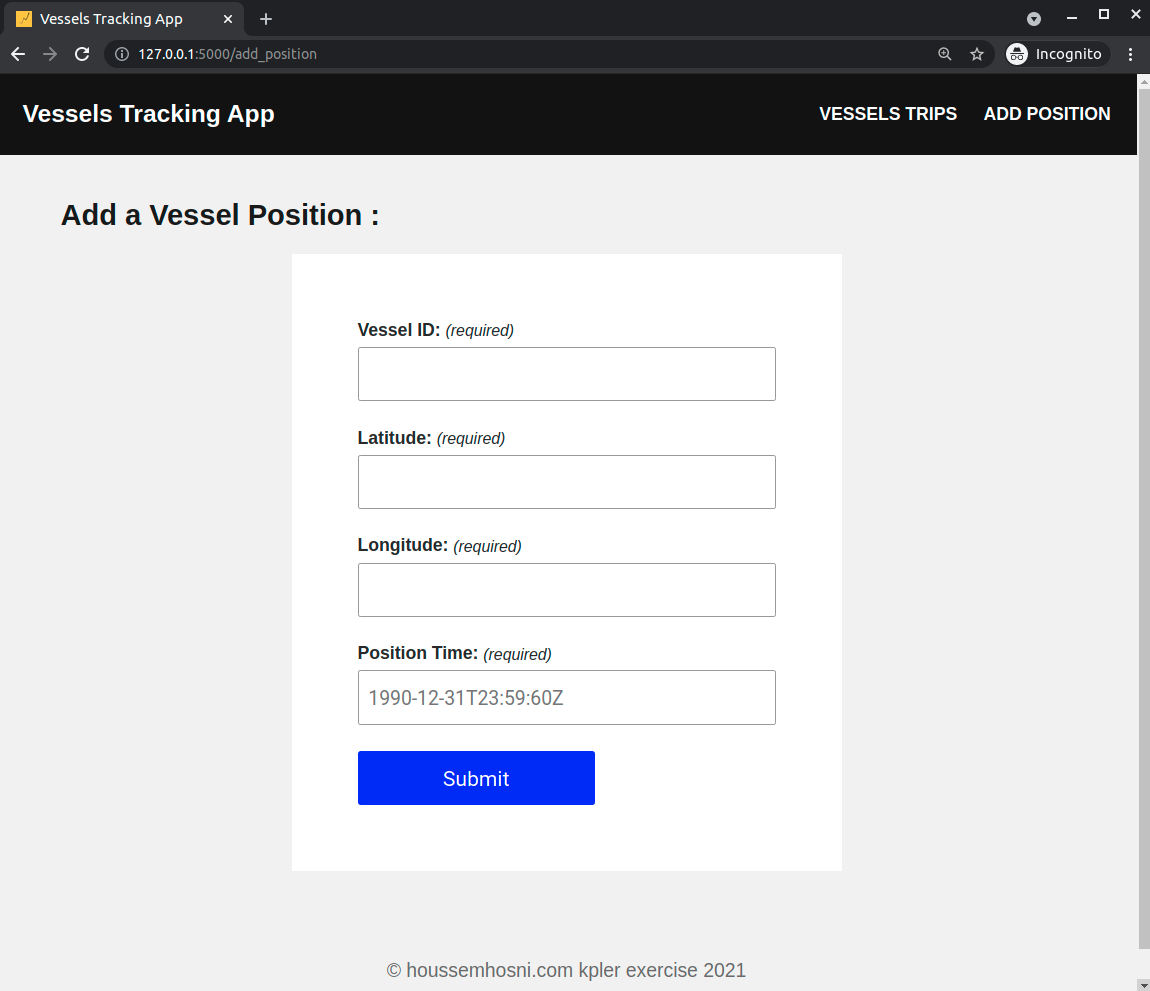 Vessels Tracking App
127.0.0.1:5000/add_position
Incognito
Vessels Tracking App
VESSELS TRIPS
ADD POSITION
Add a Vessel Position :
Vessel ID: (required)
Latitude: (required)
Longitude: (required)
Position Time: (required)
1990-12-31T23:59:60Z
Submit
© houssemhosni.com kpler exercise 2021